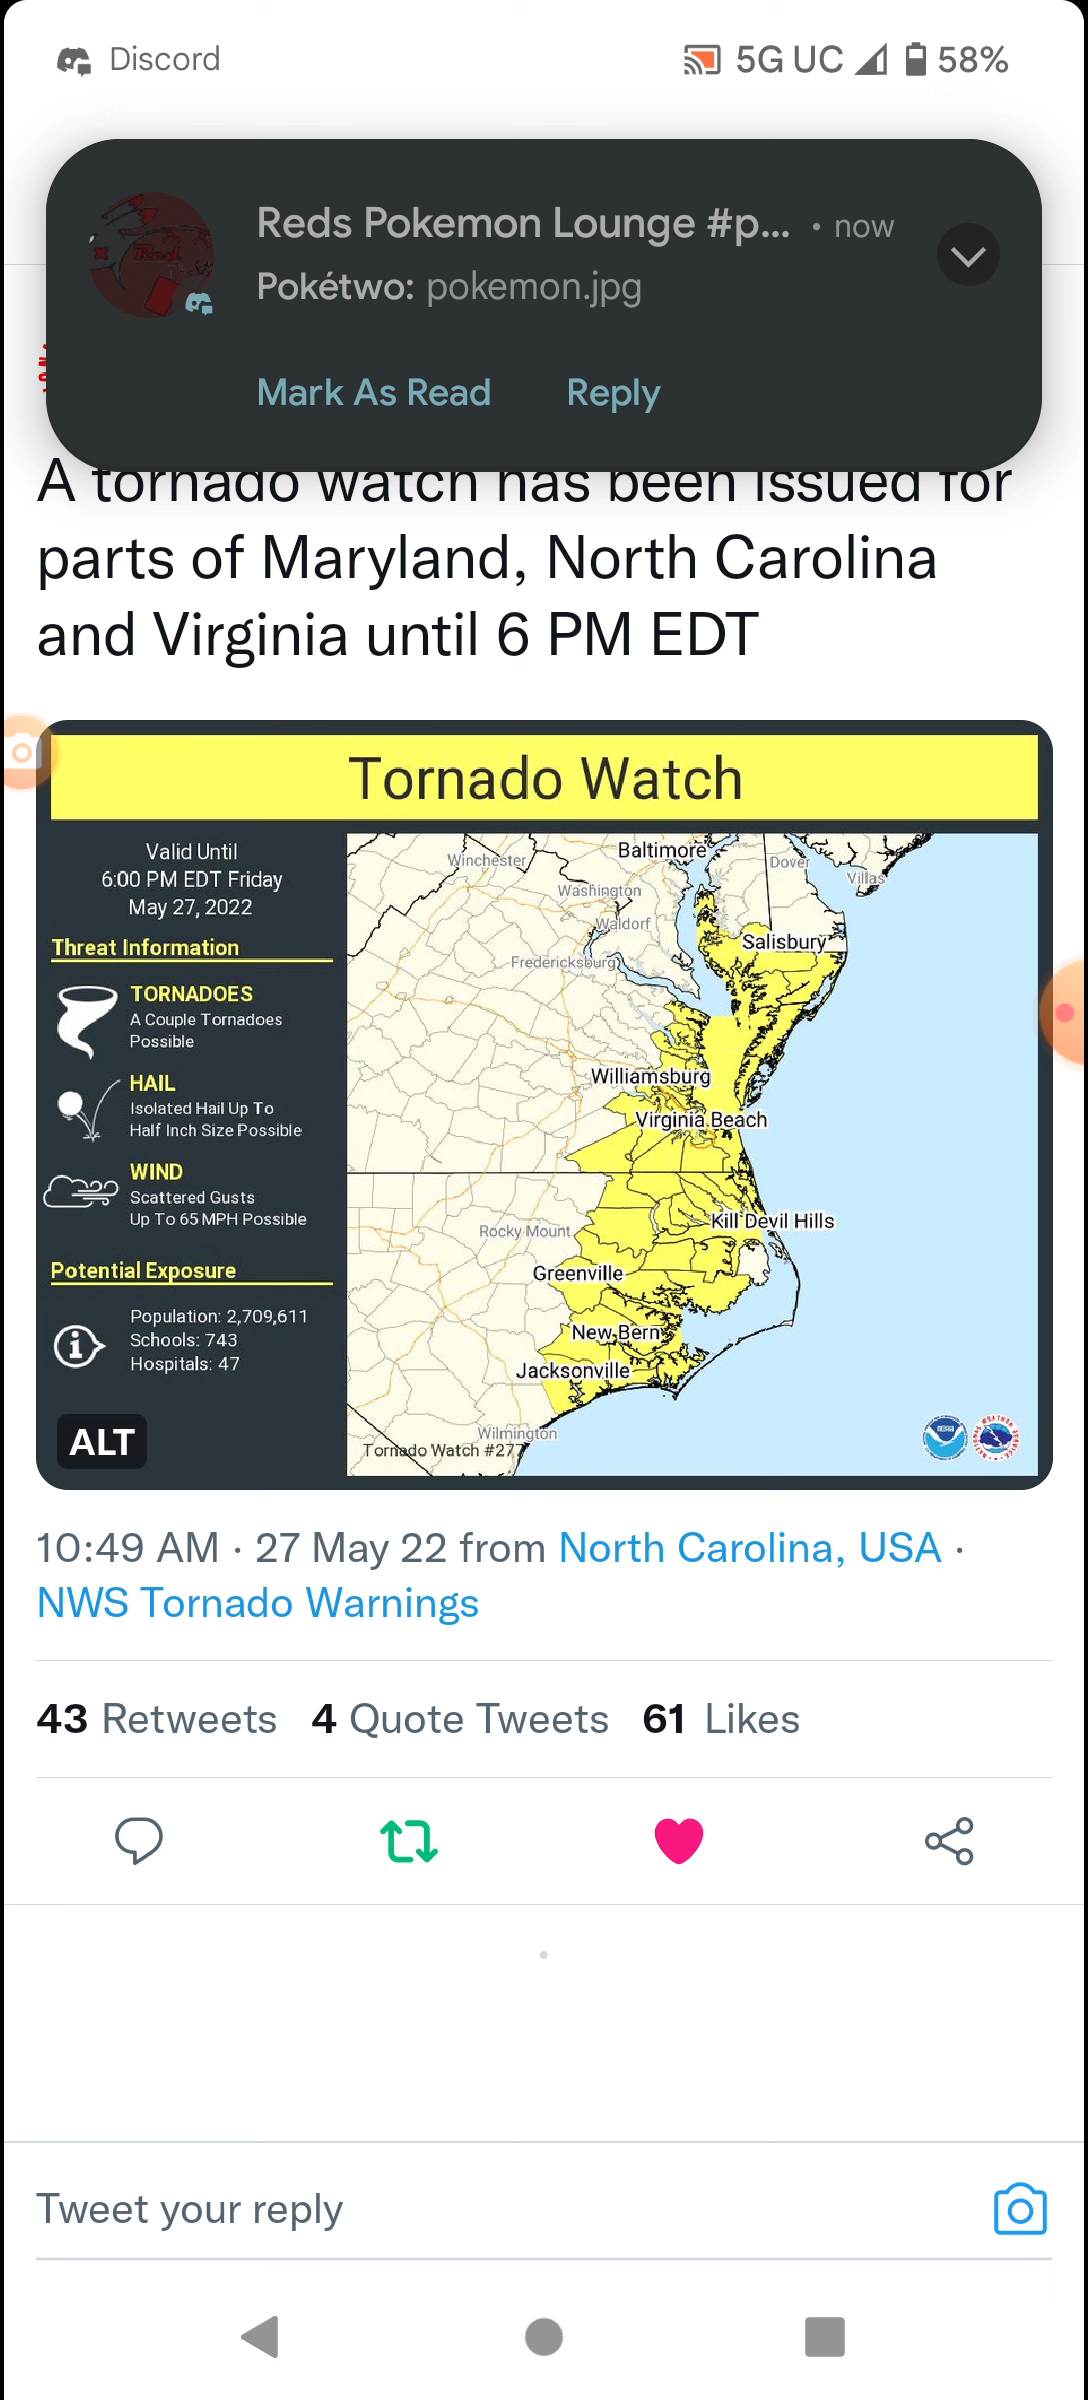 Discord
5G UC
58%
Reds Pokemon Lounge #p... • now
Pokétwo: pokemon.jpg
Mark As Read Reply
A tornado watch has been issued for
parts of Maryland, North Carolina
and Virginia until 6 PM EDT
Tornado Watch
Valid Until
6:00 PM EDT Friday
May 27, 2022
Threat Information
TORNADOES
A Couple Tornadoes
Possible
HAIL
Isolated Hail Up To
Half Inch Size Possible
WIND
Scattered Gusts
Up To 65 MPH Possible
Potential Exposure
Population: 2,709,611
Schools: 743
Hospitals: 47
ALT
Winchester
Baltimore
Dover
Villas
Washington
Waldorf
Salisbury
Fredericksburg
Williamsburg
Virginia Beach
Kill Devil Hills
Rocky Mount
Greenville
New Bern
Jacksonville
Wilmington
Tornado Watch #277
10:49 AM · 27 May 22 from North Carolina, USA ·
NWS Tornado Warnings
43 Retweets 4 Quote Tweets 61 Likes
Tweet your reply